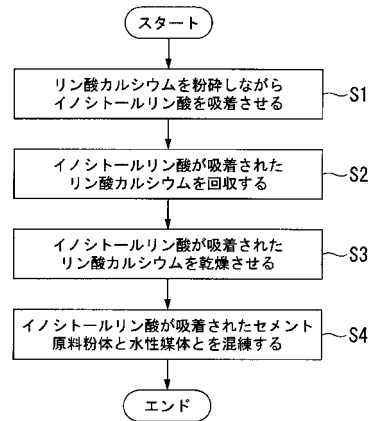 スタート
リン酸カルシウムを粉砕しながら
イノシトールリン酸を吸着させる
S1
イノシトールリン酸が吸着された
リン酸カルシウムを回収する
S2
イノシトールリン酸が吸着された
リン酸カルシウムを乾燥させる
S3
イノシトールリン酸が吸着されたセメント
原料粉体と水性媒体とを混練する
S4
エンド